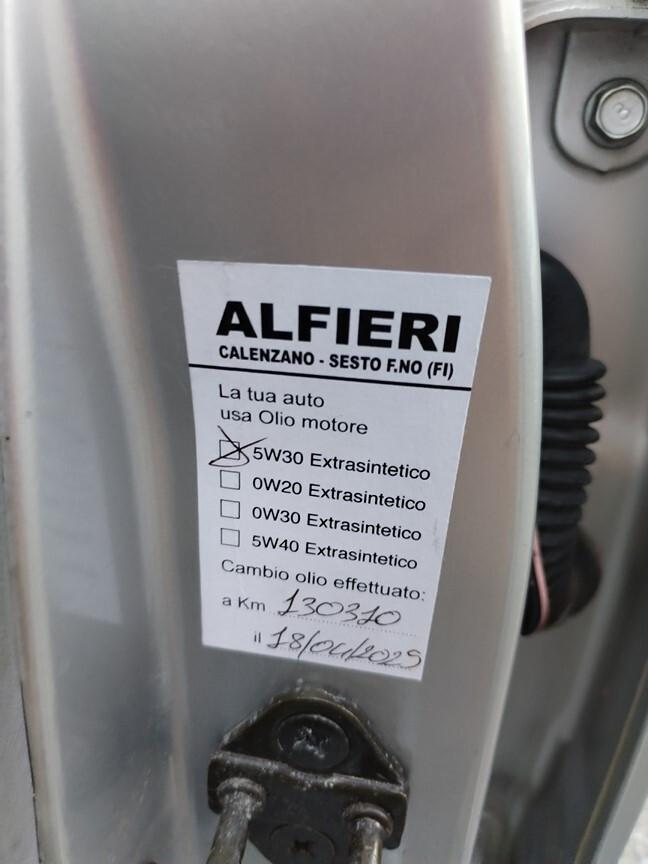 ALFIERI
CALENZANO - SESTO F.NO (FI)
La tua auto
usa Olio motore
5W30 Extrasintetico
0W20 Extrasintetico
0W30 Extrasintetico
5W40 Extrasintetico
Cambio olio effettuato:
a Km 130310
il 18/04/2025